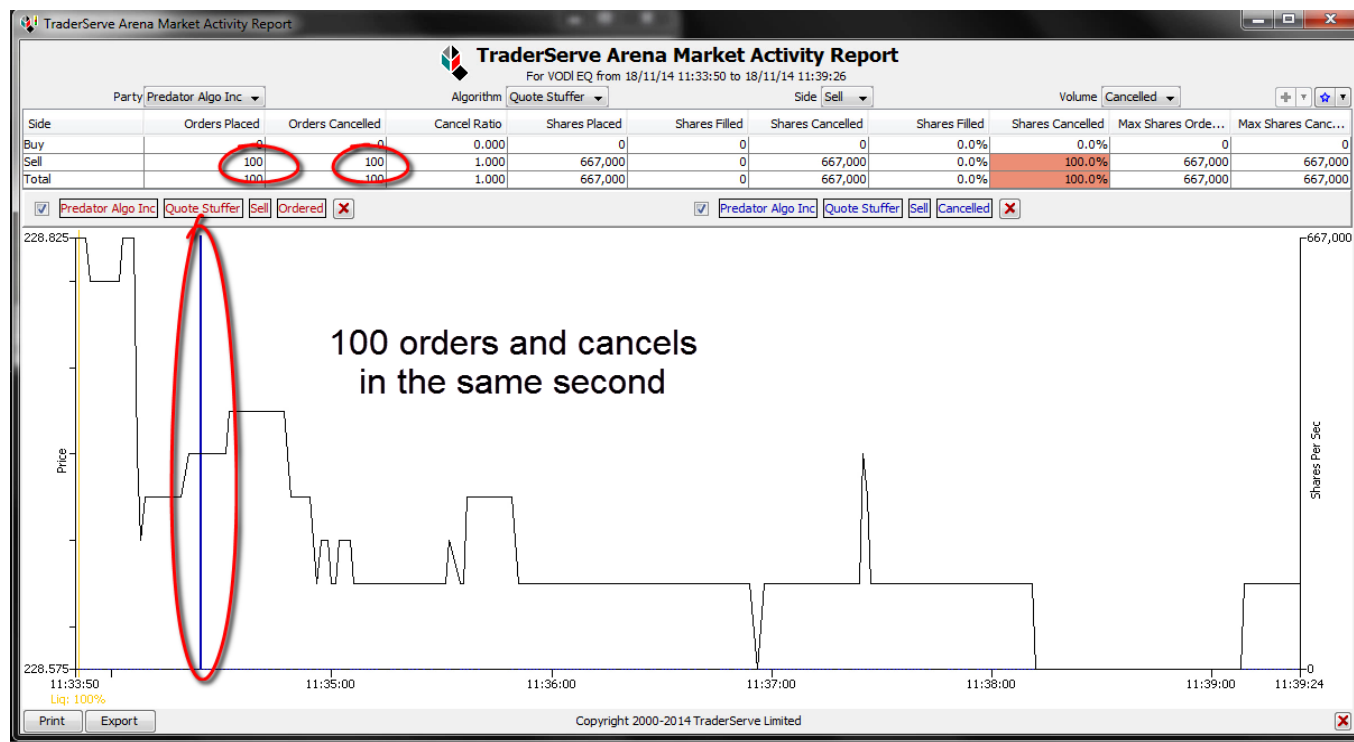 TraderServe Arena Market Activity Report
TraderServe Arena Market Activity Report
For VODl EQ from 18/11/14 11:33:50 to 18/11/14 11:39:26
Party Predator Algo Inc Algorithm Quote Stuffer Side Sell Volume Cancelled
Side Orders Placed Orders Cancelled Cancel Ratio Shares Placed Shares Filled Shares Cancelled Shares Filled Shares Cancelled Max Shares Orde... Max Shares Canc...
Buy 0 0 0.000 0 0 0 0.0% 0.0% 0 0
Sell 100 100 1.000 667,000 0 667,000 0.0% 100.0% 667,000 667,000
Total 100 100 1.000 667,000 0 667,000 0.0% 100.0% 667,000 667,000
Predator Algo Inc Quote Stuffer Sell Ordered Predator Algo Inc Quote Stuffer Sell Cancelled
228.825 667,000
100 orders and cancels
in the same second
Price
Shares Per Sec
228.575 0
11:33:50 11:35:00 11:36:00 11:37:00 11:38:00 11:39:00 11:39:24
Liq: 100%
Print Export Copyright 2000-2014 TraderServe Limited